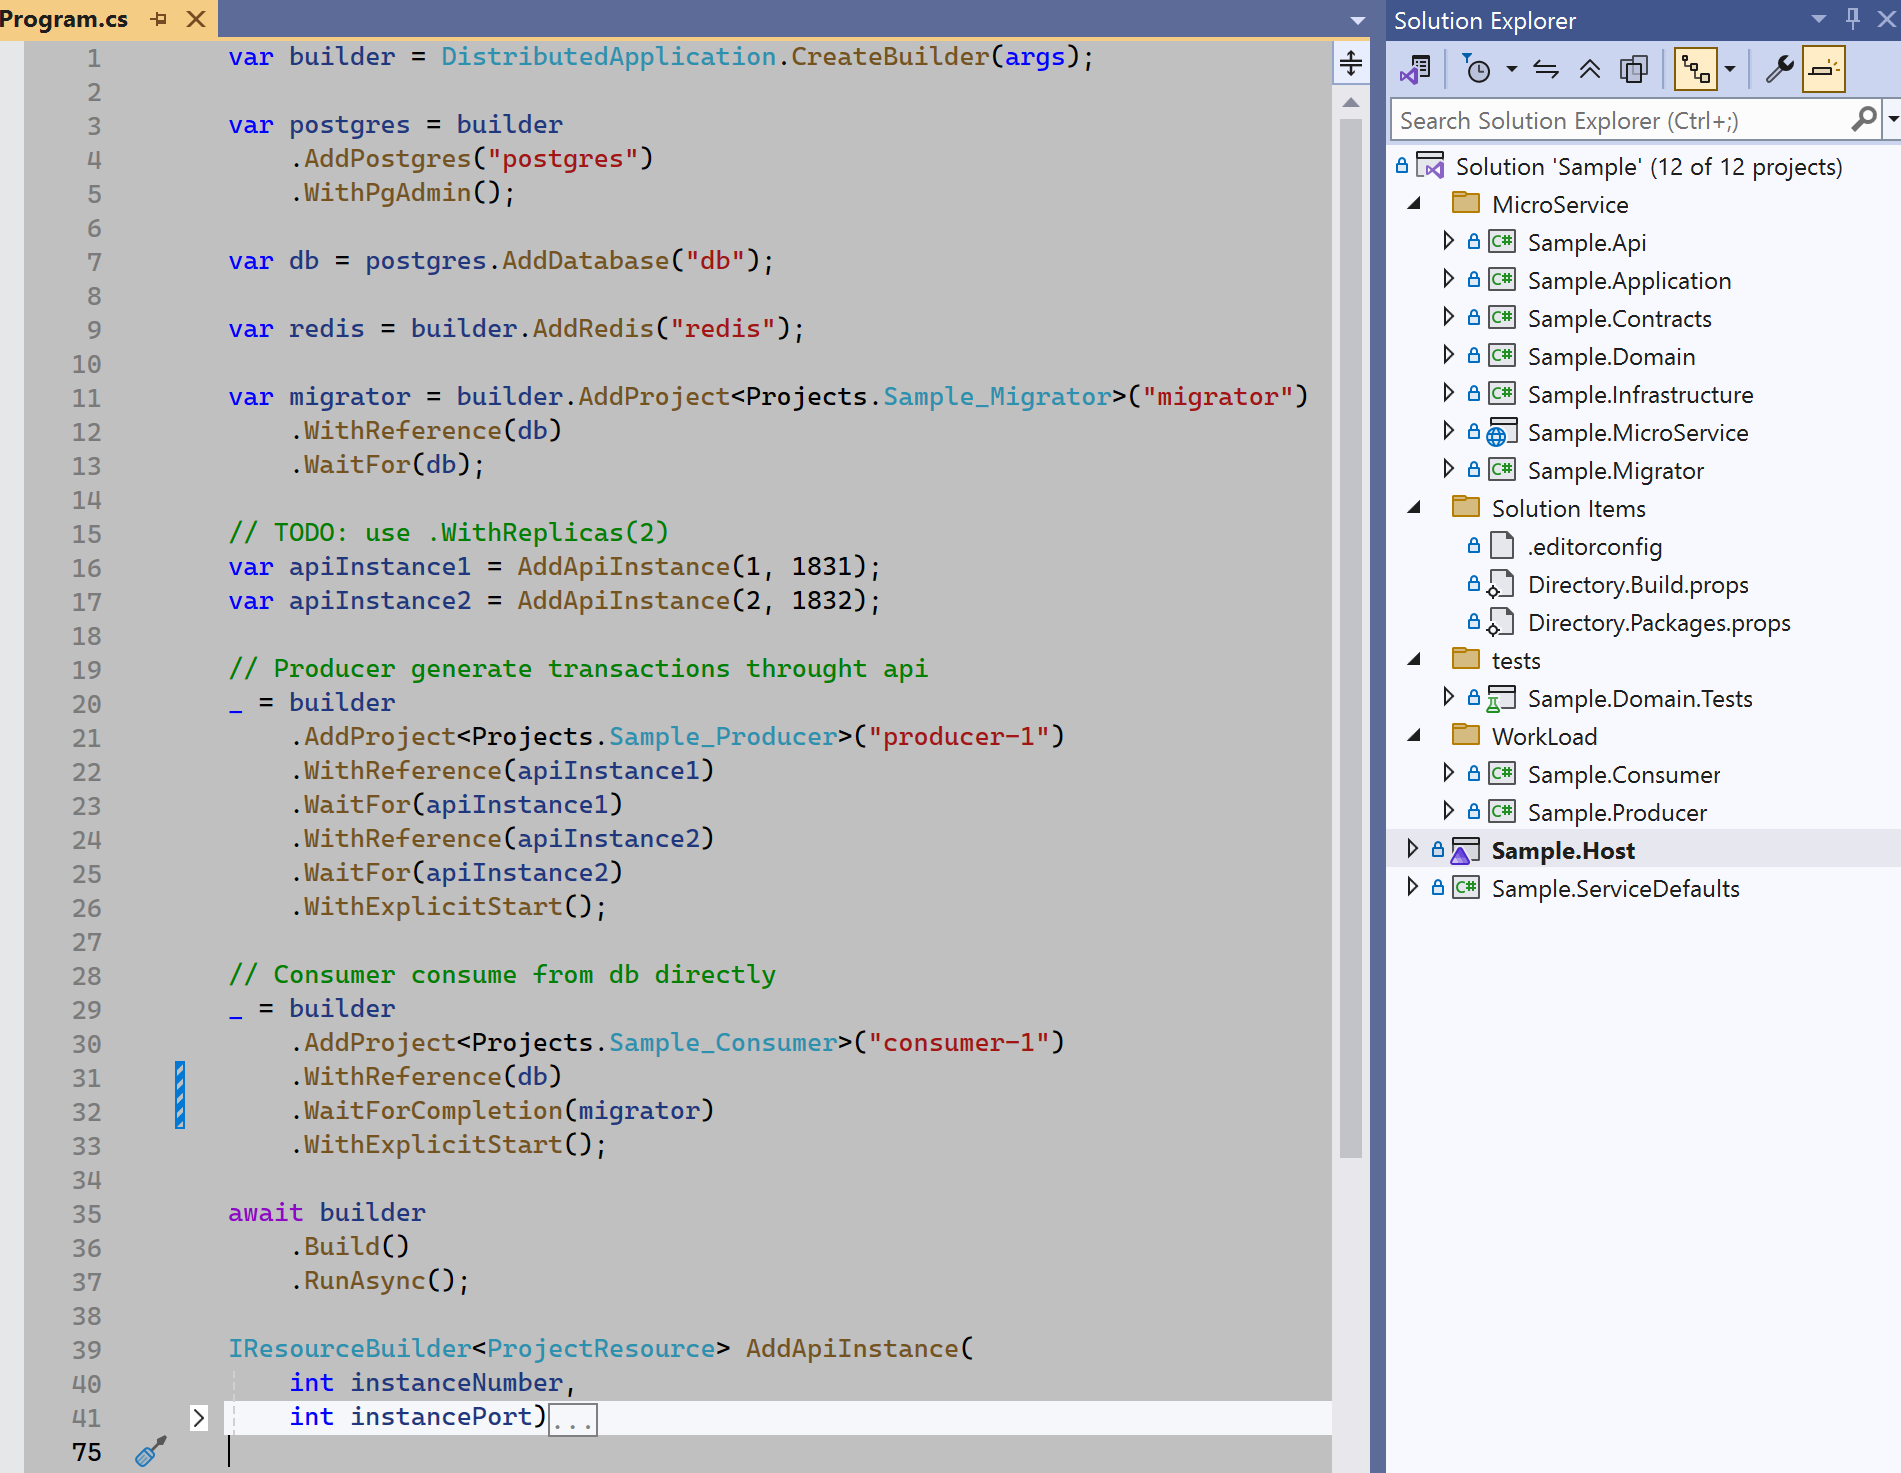 Program.cs
1 var builder = DistributedApplication.CreateBuilder(args);
2
3 var postgres = builder
4 .AddPostgres("postgres")
5 .WithPgAdmin();
6
7 var db = postgres.AddDatabase("db");
8
9 var redis = builder.AddRedis("redis");
10
11 var migrator = builder.AddProject<Projects.Sample_Migrator>("migrator")
12 .WithReference(db)
13 .WaitFor(db);
14
15 // TODO: use .WithReplicas(2)
16 var apiInstance1 = AddApiInstance(1, 1831);
17 var apiInstance2 = AddApiInstance(2, 1832);
18
19 // Producer generate transactions throught api
20 _ = builder
21 .AddProject<Projects.Sample_Producer>("producer-1")
22 .WithReference(apiInstance1)
23 .WaitFor(apiInstance1)
24 .WithReference(apiInstance2)
25 .WaitFor(apiInstance2)
26 .WithExplicitStart();
27
28 // Consumer consume from db directly
29 _ = builder
30 .AddProject<Projects.Sample_Consumer>("consumer-1")
31 .WithReference(db)
32 .WaitForCompletion(migrator)
33 .WithExplicitStart();
34
35 await builder
36 .Build()
37 .RunAsync();
38
39 IResourceBuilder<ProjectResource> AddApiInstance(
40 int instanceNumber,
41 int instancePort)...
75
Solution Explorer
Search Solution Explorer (Ctrl+;)
Solution 'Sample' (12 of 12 projects)
MicroService
C# Sample.Api
C# Sample.Application
C# Sample.Contracts
C# Sample.Domain
C# Sample.Infrastructure
Sample.MicroService
C# Sample.Migrator
Solution Items
.editorconfig
Directory.Build.props
Directory.Packages.props
tests
Sample.Domain.Tests
WorkLoad
C# Sample.Consumer
C# Sample.Producer
Sample.Host
C# Sample.ServiceDefaults